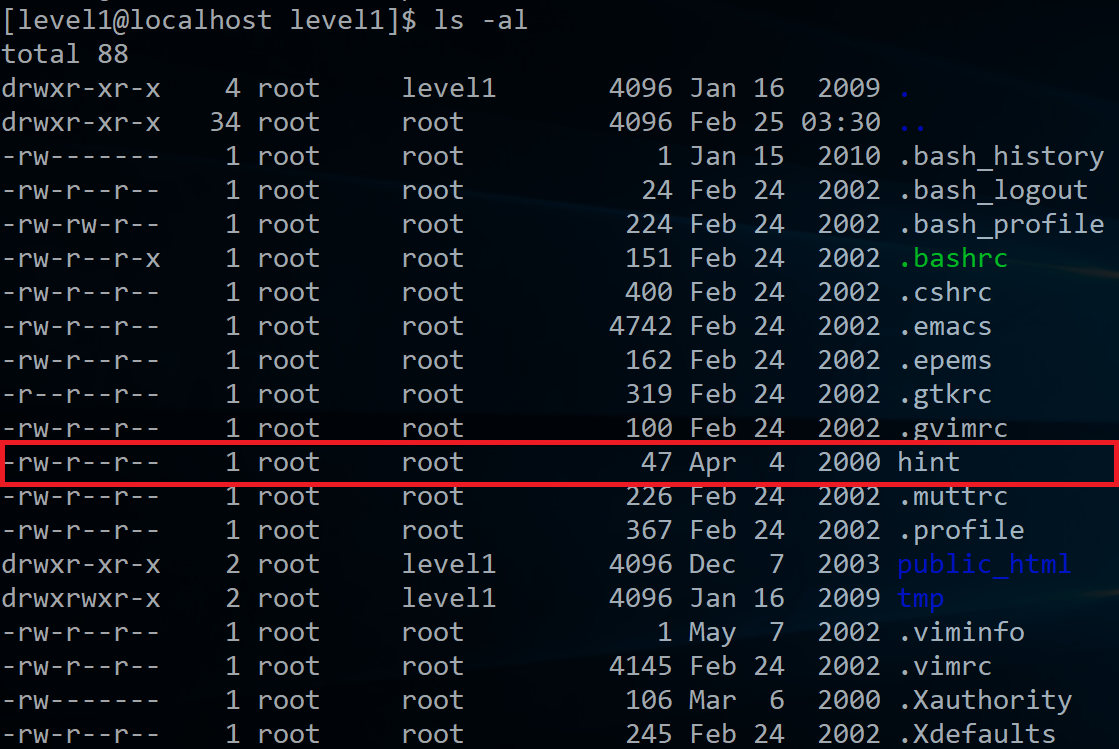 [level1@localhost level1]$ ls -al
total 88
drwxr-xr-x    4 root     level1       4096 Jan 16  2009 .
drwxr-xr-x   34 root     root         4096 Feb 25 03:30 ..
-rw-------    1 root     root            1 Jan 15  2010 .bash_history
-rw-r--r--    1 root     root           24 Feb 24  2002 .bash_logout
-rw-rw-r--    1 root     root          224 Feb 24  2002 .bash_profile
-rw-r--r-x    1 root     root          151 Feb 24  2002 .bashrc
-rw-r--r--    1 root     root          400 Feb 24  2002 .cshrc
-rw-r--r--    1 root     root         4742 Feb 24  2002 .emacs
-rw-r--r--    1 root     root          162 Feb 24  2002 .epems
-r--r--r--    1 root     root          319 Feb 24  2002 .gtkrc
-rw-r--r--    1 root     root          100 Feb 24  2002 .gvimrc
-rw-r--r--    1 root     root           47 Apr  4  2000 hint
-rw-r--r--    1 root     root          226 Feb 24  2002 .muttrc
-rw-r--r--    1 root     root          367 Feb 24  2002 .profile
drwxr-xr-x    2 root     level1       4096 Dec  7  2003 public_html
drwxrwxr-x    2 root     level1       4096 Jan 16  2009 tmp
-rw-r--r--    1 root     root            1 May  7  2002 .viminfo
-rw-r--r--    1 root     root         4145 Feb 24  2002 .vimrc
-rw-------    1 root     root          106 Mar  6  2000 .Xauthority
-rw-r--r--    1 root     root          245 Feb 24  2002 .Xdefaults